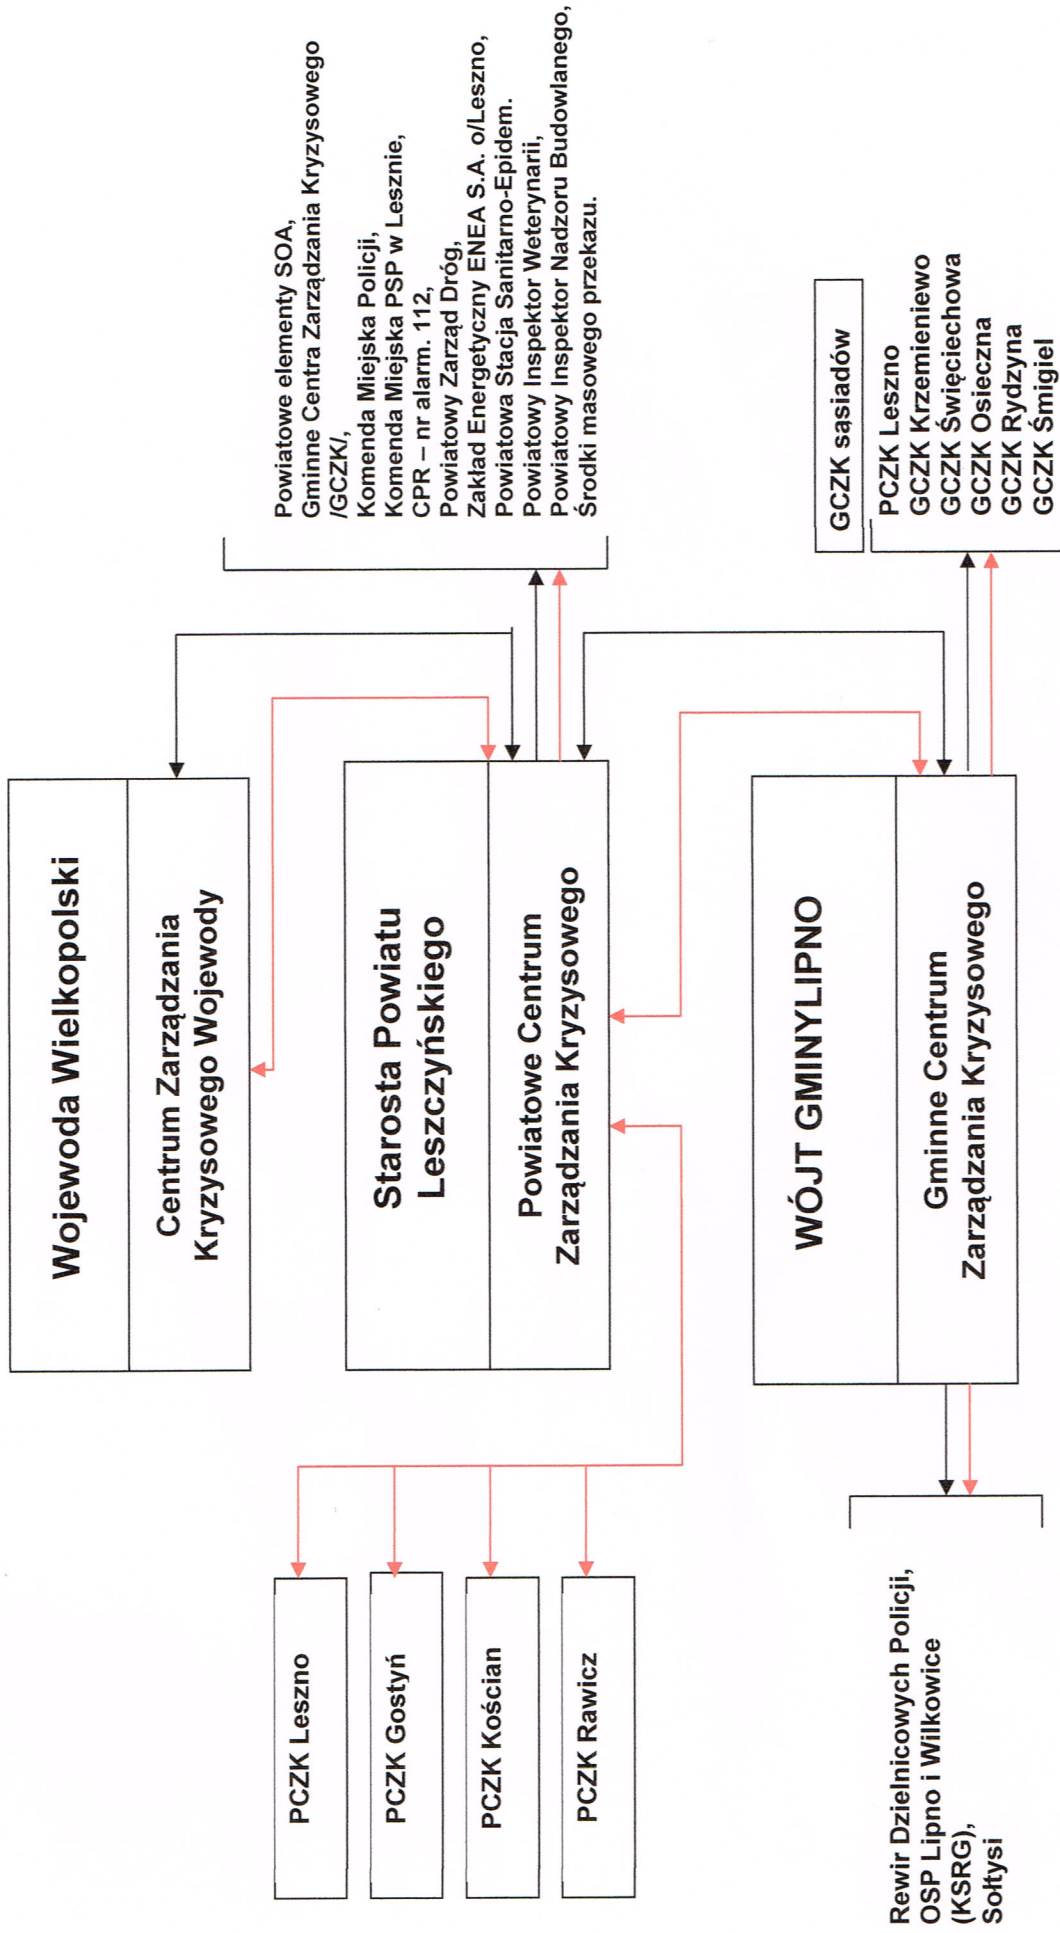 Wojewoda Wielkopolski
Centrum Zarządzania
Kryzysowego Wojewody
Starosta Powiatu
Leszczyńskiego
Powiatowe Centrum
Zarządzania Kryzysowego
WÓJT GMINYLIPNO
Gminne Centrum
Zarządzania Kryzysowego
PCZK Leszno
PCZK Gostyń
PCZK Kościan
PCZK Rawicz
Rewir Dzielnicowych Policji,
OSP Lipno i Wilkowice
(KSRG),
Sołtysi
Powiatowe elementy SOA,
Gminne Centra Zarządzania Kryzysowego
/GCZK/,
Komenda Miejska Policji,
Komenda Miejska PSP w Lesznie,
CPR – nr alarm. 112,
Powiatowy Zarząd Dróg,
Zakład Energetyczny ENEA S.A. o/Leszno,
Powiatowa Stacja Sanitarno-Epidem.
Powiatowy Inspektor Weterynarii,
Powiatowy Inspektor Nadzoru Budowlanego,
Środki masowego przekazu.
GCZK sąsiadów
PCZK Leszno
GCZK Krzemieniewo
GCZK Święciechowa
GCZK Osieczna
GCZK Rydzyna
GCZK Śmigiel